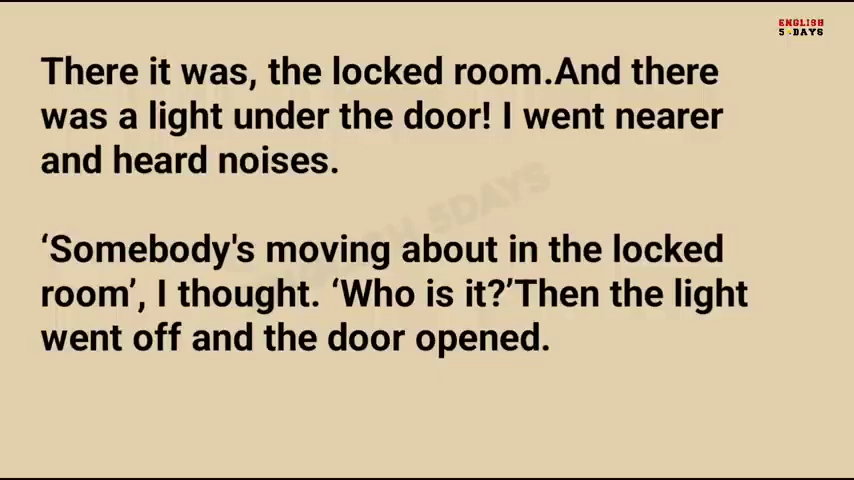 ENGLISH
5 DAYS
There it was, the locked room.And there
was a light under the door! I went nearer
and heard noises.
‘Somebody's moving about in the locked
room’, I thought. ‘Who is it?’Then the light
went off and the door opened.
ENGLISH 5DAYS